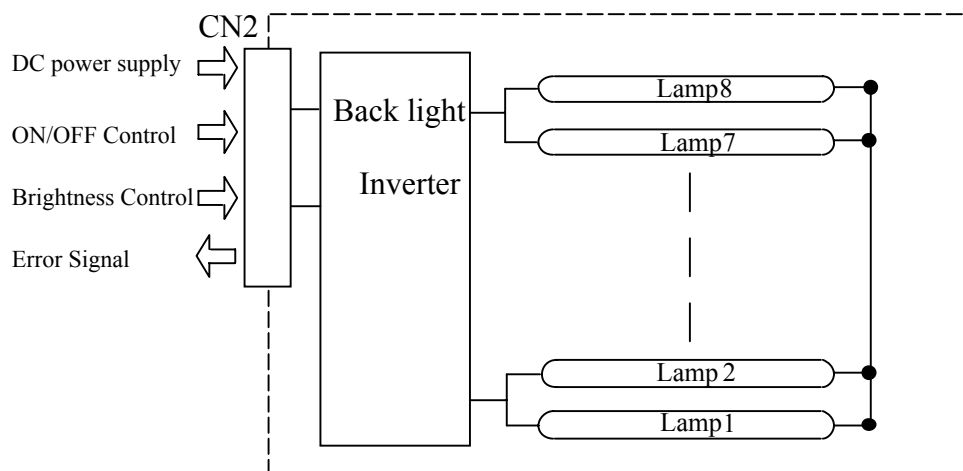 CN2
DC power supply
ON/OFF Control
Brightness Control
Error Signal
Back light
Inverter
Lamp8
Lamp7
Lamp 2
Lamp1